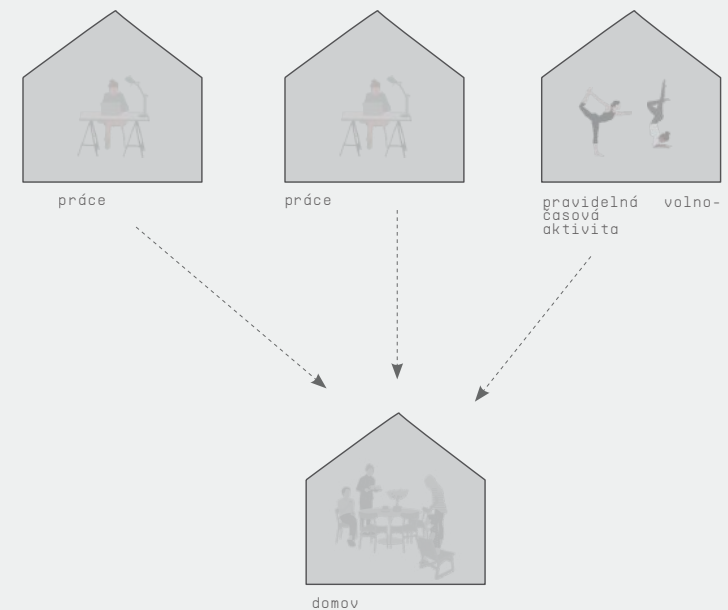 práce
práce
pravidelná volno-
časová
aktivita
domov